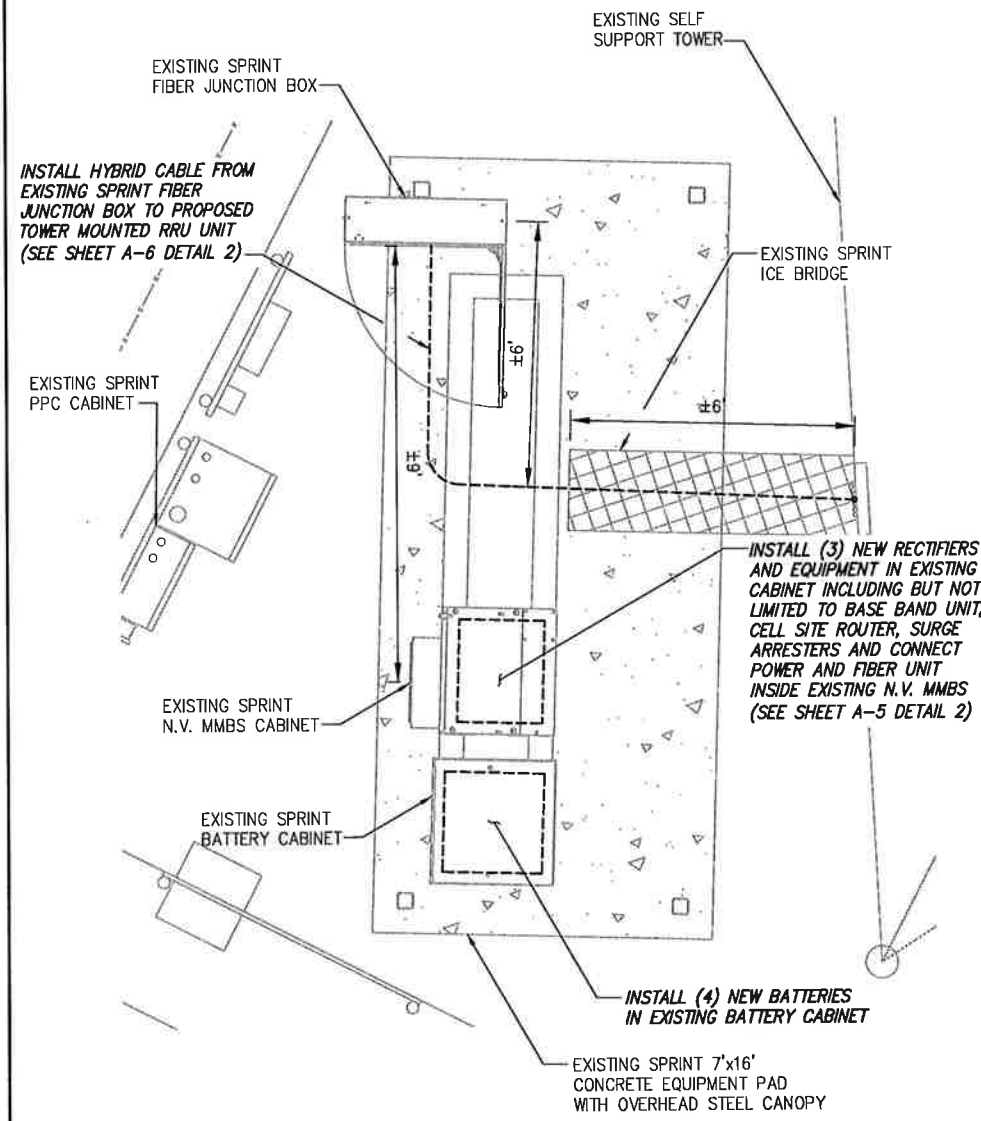 EXISTING SELF
SUPPORT TOWER
EXISTING SPRINT
FIBER JUNCTION BOX
INSTALL HYBRID CABLE FROM
EXISTING SPRINT FIBER
JUNCTION BOX TO PROPOSED
TOWER MOUNTED RRU UNIT
(SEE SHEET A-6 DETAIL 2)
EXISTING SPRINT
ICE BRIDGE
±6'
EXISTING SPRINT
PPC CABINET
±6'
±9'
INSTALL (3) NEW RECTIFIERS
AND EQUIPMENT IN EXISTING
CABINET INCLUDING BUT NOT
LIMITED TO BASE BAND UNIT,
CELL SITE ROUTER, SURGE
ARRESTERS AND CONNECT
POWER AND FIBER UNIT
INSIDE EXISTING N.V. MMBS
(SEE SHEET A-5 DETAIL 2)
EXISTING SPRINT
N.V. MMBS CABINET
EXISTING SPRINT
BATTERY CABINET
INSTALL (4) NEW BATTERIES
IN EXISTING BATTERY CABINET
EXISTING SPRINT 7'x16'
CONCRETE EQUIPMENT PAD
WITH OVERHEAD STEEL CANOPY